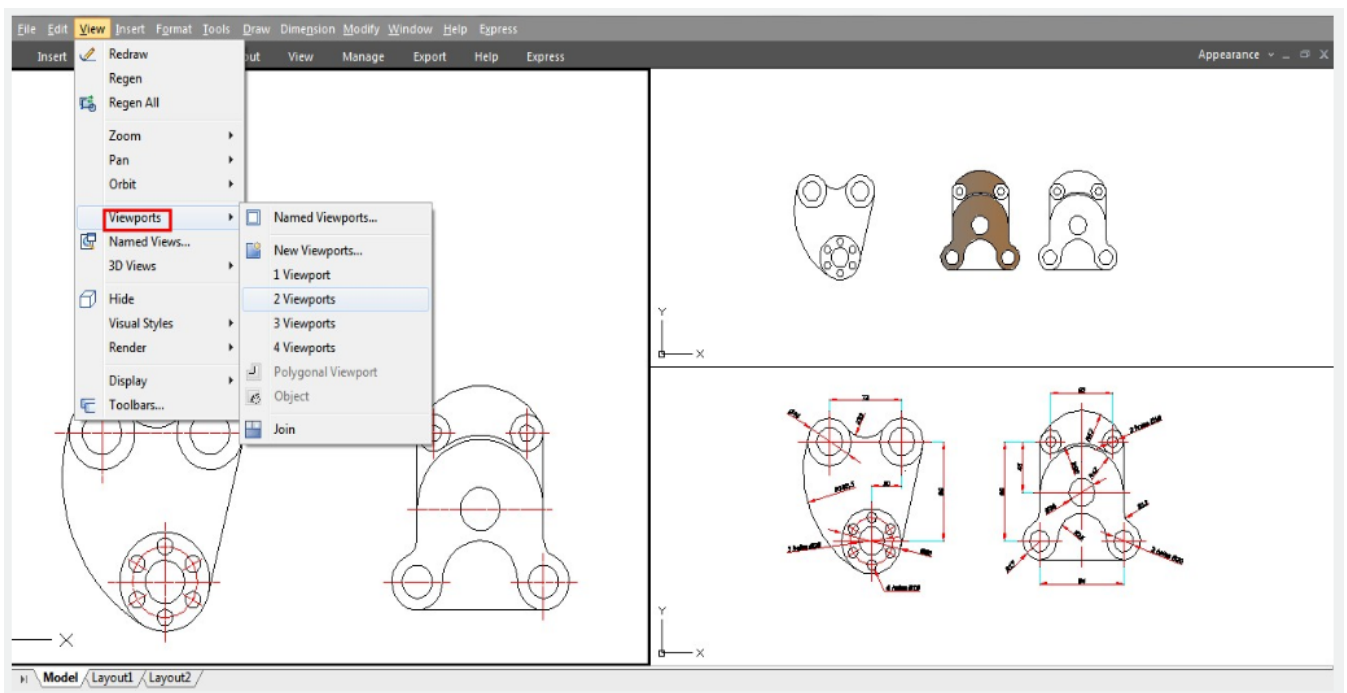 File Edit View Insert Format Tools Draw Dimension Modify Window Help Express
Insert
out View Manage Export Help Express
Appearance
Redraw
Regen
Regen All
Zoom
Pan
Orbit
Viewports
Named Views...
3D Views
Hide
Visual Styles
Render
Display
Toolbars...
Named Viewports...
New Viewports...
1 Viewport
2 Viewports
3 Viewports
4 Viewports
Polygonal Viewport
Object
Join
X
Y
X
Y
X
Model Layout1 Layout2